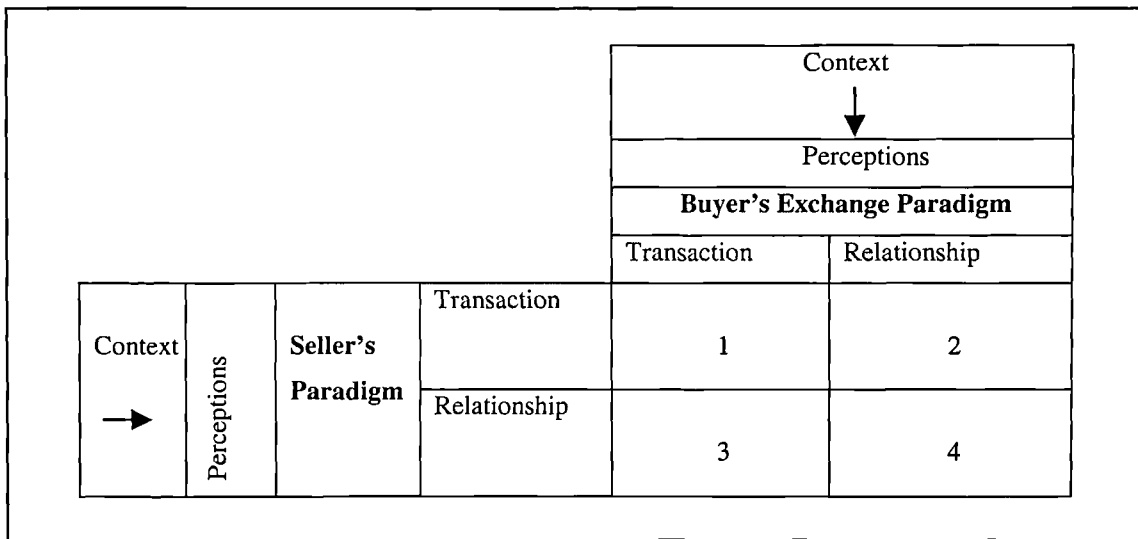 Context
Perceptions
Buyer's Exchange Paradigm
Transaction Relationship
Context
Perceptions
Seller's
Paradigm
Transaction
1 2
Relationship
3 4